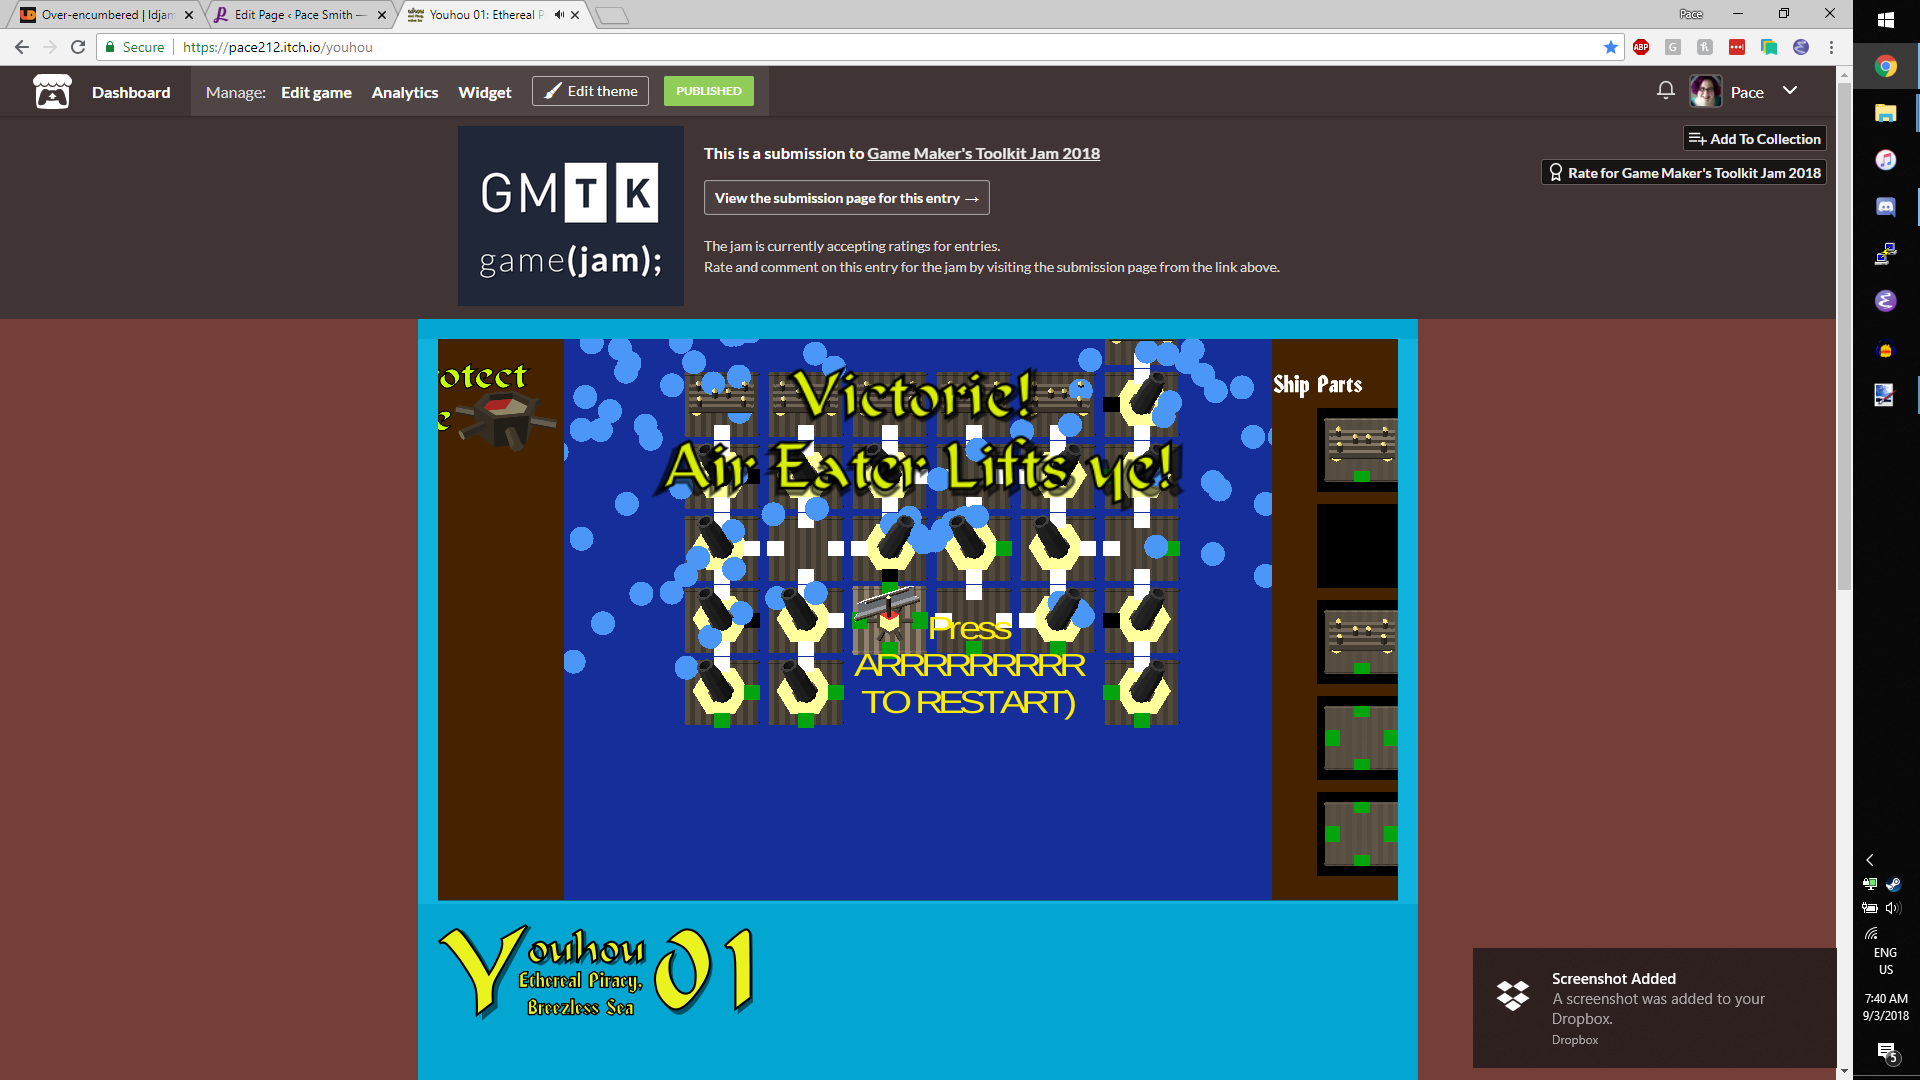 Over-encumbered | ldjam
Edit Page ‹ Pace Smith —
Youhou 01: Ethereal P
Pace
Secure
https://pace212.itch.io/youhou
ABP
Dashboard
Manage:
Edit game
Analytics
Widget
Edit theme
PUBLISHED
Pace
GMTK
game(jam);
This is a submission to Game Maker's Toolkit Jam 2018
View the submission page for this entry →
The jam is currently accepting ratings for entries.
Rate and comment on this entry for the jam by visiting the submission page from the link above.
Add To Collection
Rate for Game Maker's Toolkit Jam 2018
otect
e
Victorie!
Air Eater Lifts ye!
Press
ARRRRRRRRR
TO RESTART)
Ship Parts
Youhou 01
Ethereal Piracy,
Breezless Sea
Screenshot Added
A screenshot was added to your
Dropbox.
Dropbox
ENG
US
7:40 AM
9/3/2018
5